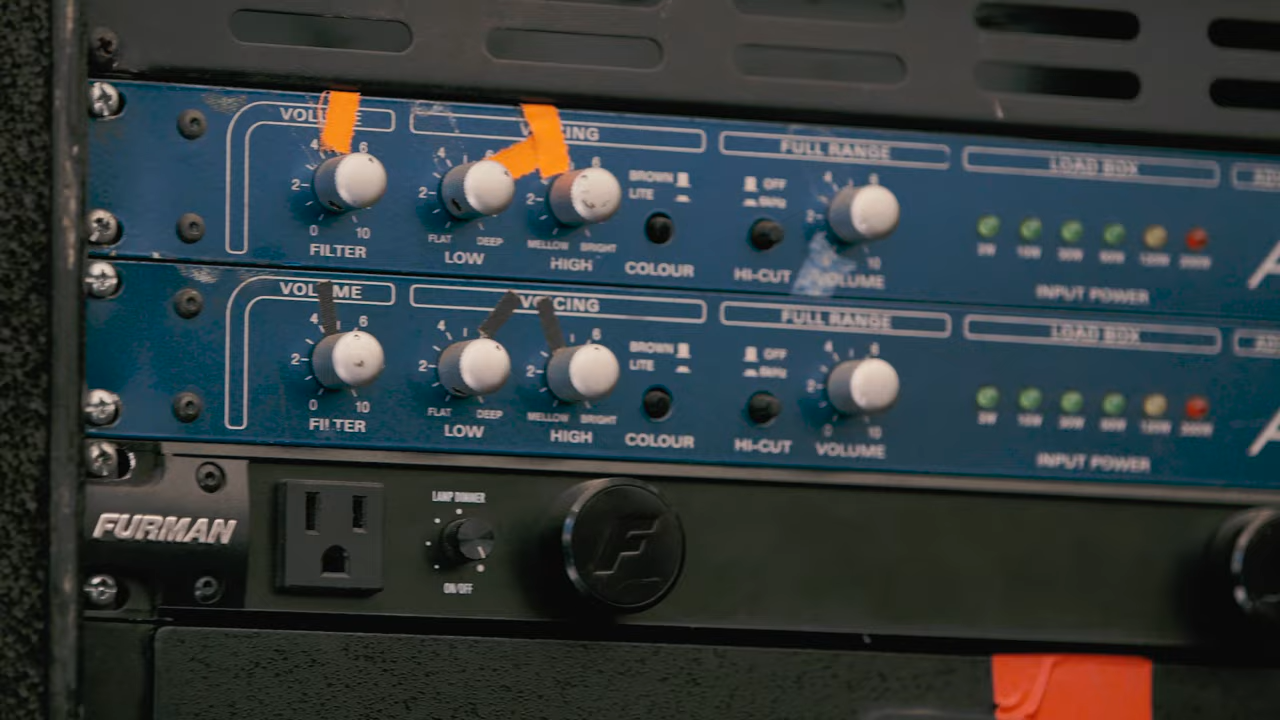 VOLUME VOICING FULL RANGE LOAD BOX
4 6 4 6 6 4 6
2 2 2 BROWN LITE OFF 8kHz 2
0 10 FLAT DEEP MELLOW BRIGHT 10
FILTER LOW HIGH COLOUR HI-CUT VOLUME INPUT POWER
VOLUME VOICING FULL RANGE LOAD BOX
4 6 4 6 4 6
2 2 2 BROWN LITE OFF 8kHz 2
0 10 FLAT DEEP MELLOW BRIGHT 0 10
FILTER LOW HIGH COLOUR HI-CUT VOLUME INPUT POWER
FURMAN
LAMP DIMMER
ON/OFF
F